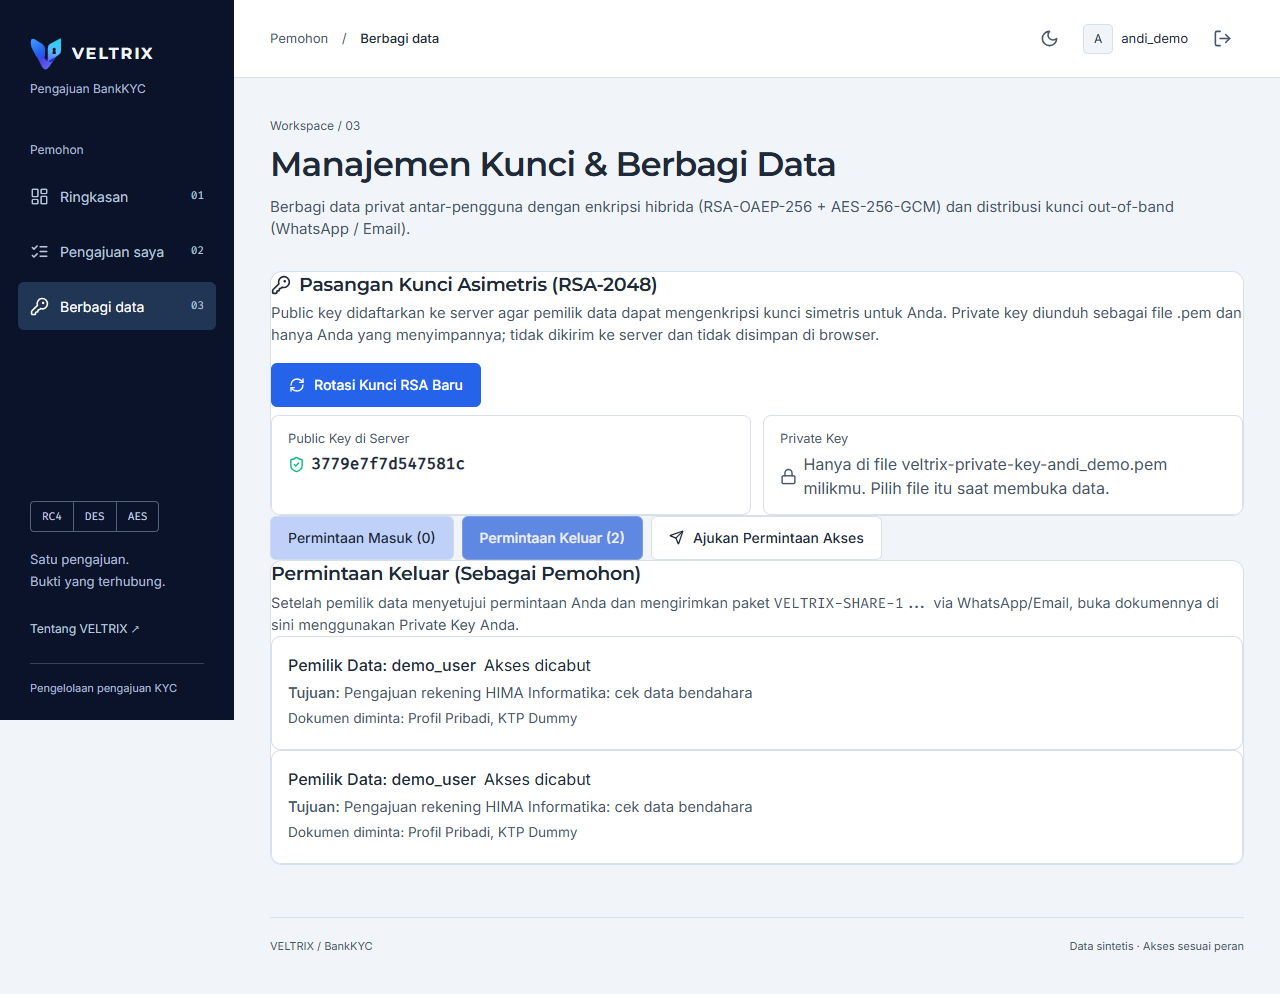 VELTRIX
Pengajuan BankKYC
Pemohon
Ringkasan 01
Pengajuan saya 02
Berbagi data 03
RC4 DES AES
Satu pengajuan.
Bukti yang terhubung.
Tentang VELTRIX ↗
Pengelolaan pengajuan KYC
Pemohon / Berbagi data
A andi_demo
Workspace / 03
Manajemen Kunci & Berbagi Data
Berbagi data privat antar-pengguna dengan enkripsi hibrida (RSA-OAEP-256 + AES-256-GCM) dan distribusi kunci out-of-band
(WhatsApp / Email).
Pasangan Kunci Asimetris (RSA-2048)
Public key didaftarkan ke server agar pemilik data dapat mengenkripsi kunci simetris untuk Anda. Private key diunduh sebagai file .pem dan
hanya Anda yang menyimpannya; tidak dikirim ke server dan tidak disimpan di browser.
Rotasi Kunci RSA Baru
Public Key di Server
3779e7f7d547581c
Private Key
Hanya di file veltrix-private-key-andi_demo.pem
milikmu. Pilih file itu saat membuka data.
Permintaan Masuk (0) Permintaan Keluar (2) Ajukan Permintaan Akses
Permintaan Keluar (Sebagai Pemohon)
Setelah pemilik data menyetujui permintaan Anda dan mengirimkan paket VELTRIX-SHARE-1... via WhatsApp/Email, buka dokumennya di
sini menggunakan Private Key Anda.
Pemilik Data: demo_user Akses dicabut
Tujuan: Pengajuan rekening HIMA Informatika: cek data bendahara
Dokumen diminta: Profil Pribadi, KTP Dummy
Pemilik Data: demo_user Akses dicabut
Tujuan: Pengajuan rekening HIMA Informatika: cek data bendahara
Dokumen diminta: Profil Pribadi, KTP Dummy
VELTRIX / BankKYC
Data sintetis · Akses sesuai peran